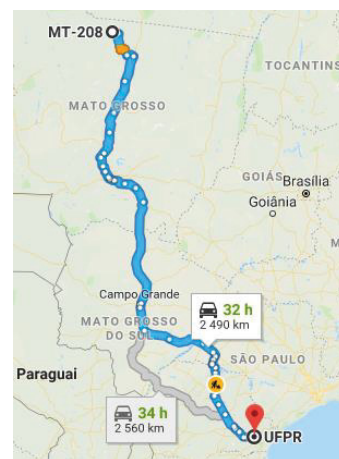 MT-208
TOCANTINS
MATO GROSSO
GOIÁS
Brasília
Goiânia
Campo Grande
32 h
2 490 km
MATO GROSSO
DO SUL
SÃO PAULO
Paraguai
34 h
2 560 km
UFPR